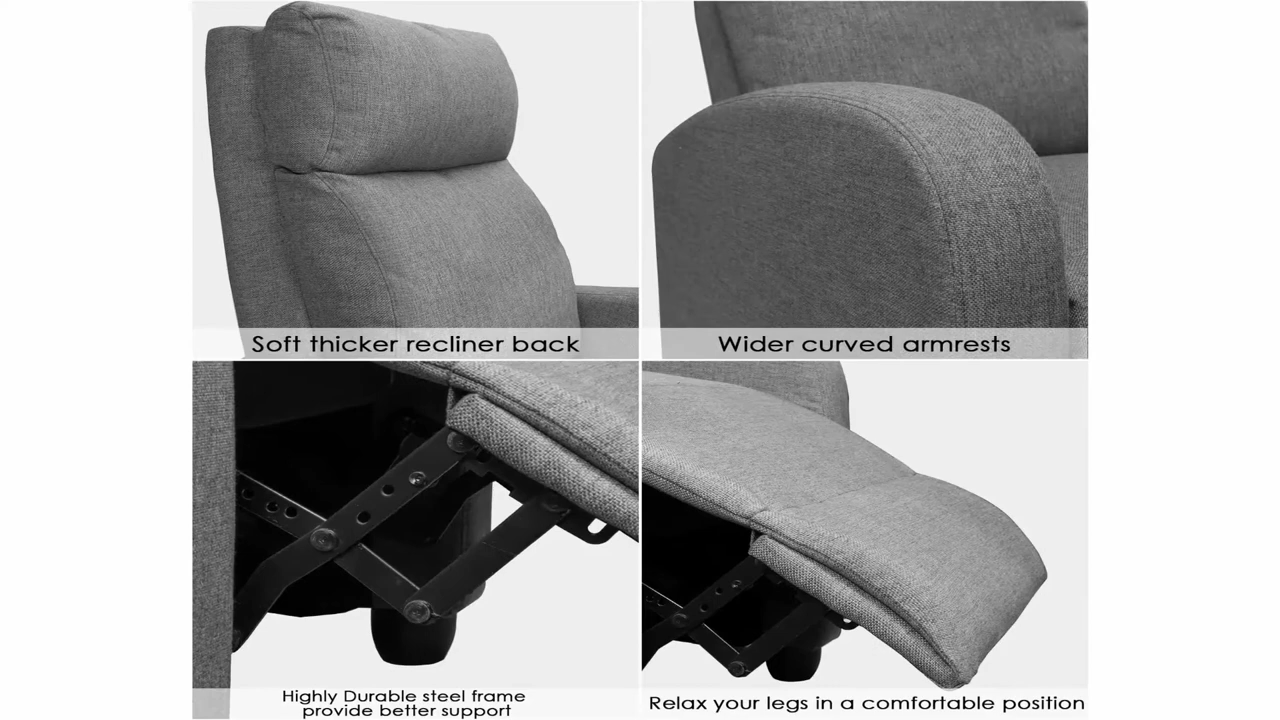 Soft thicker recliner back
Wider curved armrests
Highly Durable steel frame
provide better support
Relax your legs in a comfortable position